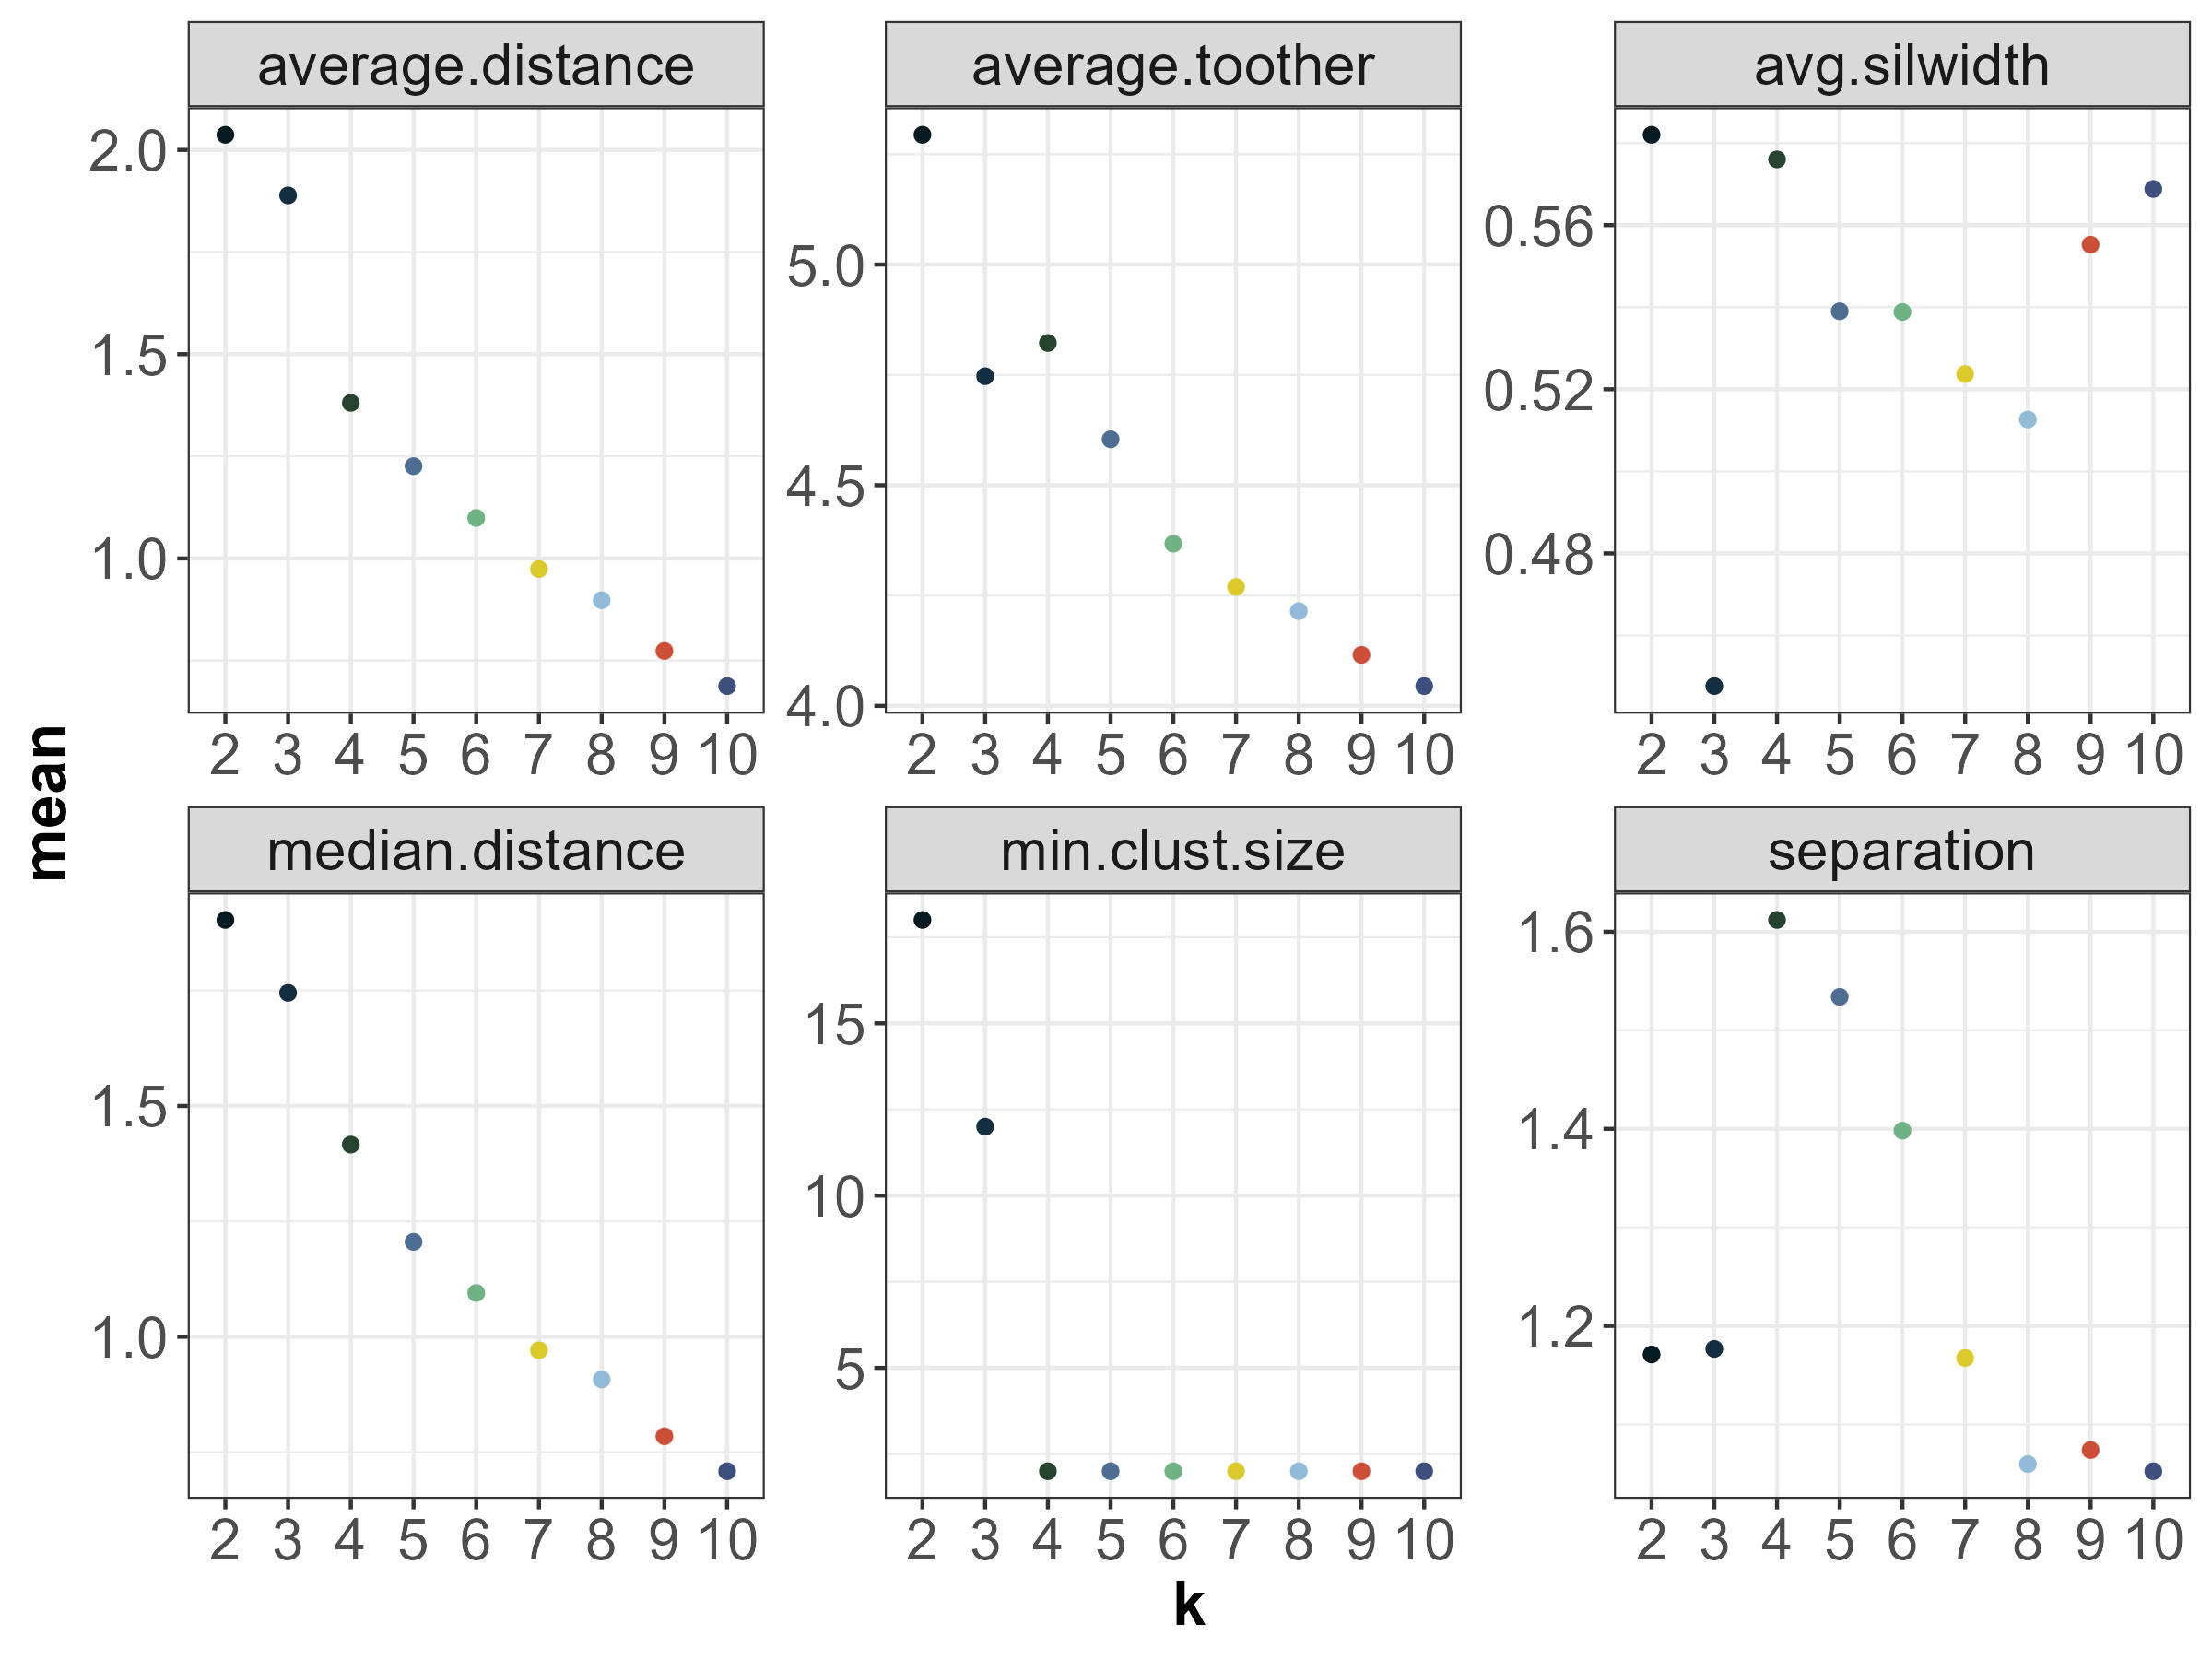 average.distance
average.toother
avg.silwidth
2.0
1.5
1.0
5.0
4.5
4.0
0.56
0.52
0.48
2 3 4 5 6 7 8 9 10
2 3 4 5 6 7 8 9 10
2 3 4 5 6 7 8 9 10
mean
median.distance
min.clust.size
separation
1.5
1.0
15
10
5
1.6
1.4
1.2
2 3 4 5 6 7 8 9 10
2 3 4 5 6 7 8 9 10
2 3 4 5 6 7 8 9 10
k